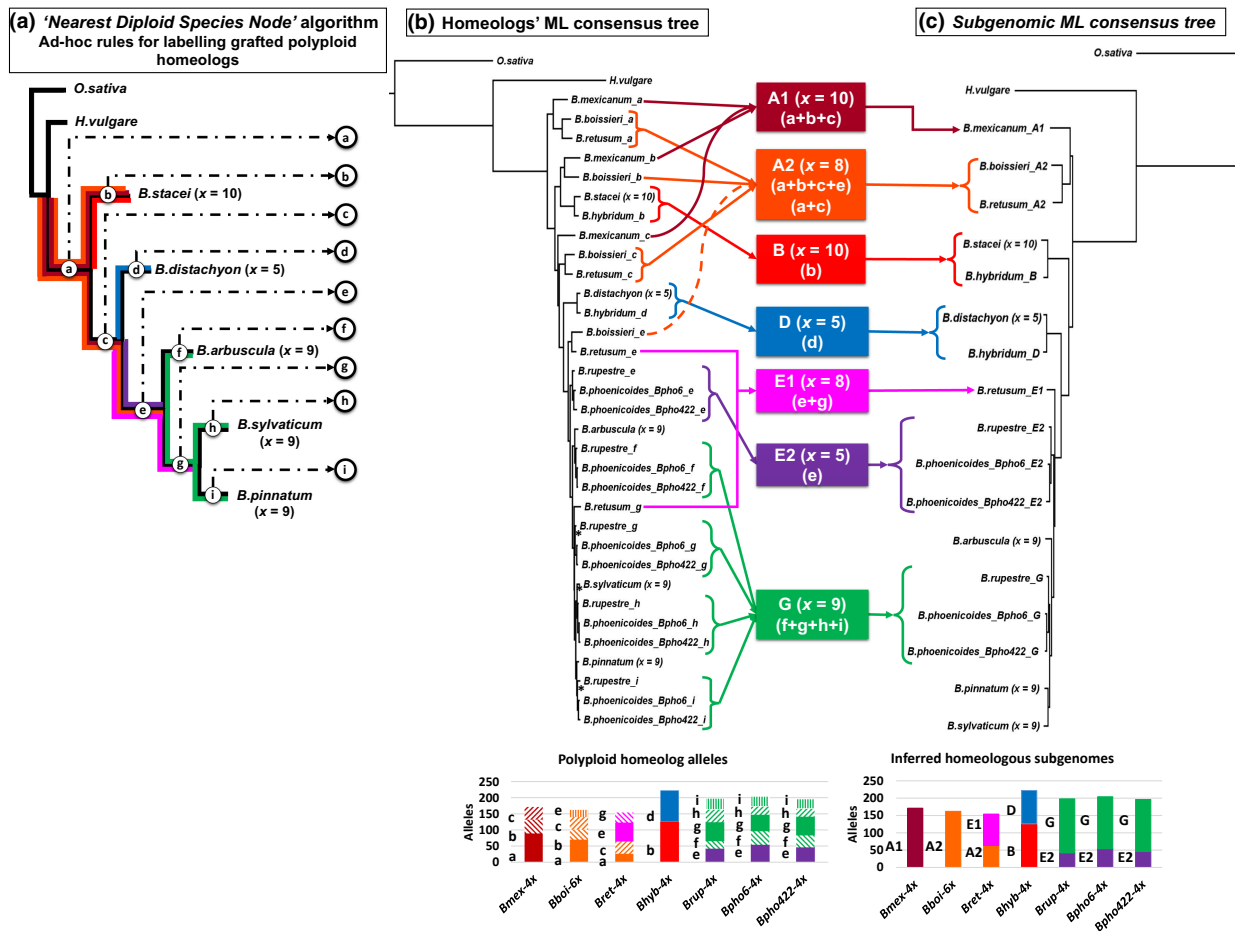 (a) 'Nearest Diploid Species Node' algorithm
Ad-hoc rules for labelling grafted polyploid
homeologs
O.sativa
H.vulgare
a
b
B.stacei (x = 10)
c
d
B.distachyon (x = 5)
e
f
B.arbuscula (x = 9)
g
h
B.sylvaticum
(x = 9)
i
B.pinnatum
(x = 9)
a
b
c
d
e
f
g
h
i
(b) Homeologs' ML consensus tree
O.sativa
H.vulgare
B.mexicanum_a
B.boissieri_a
B.retusum_a
B.mexicanum_b
B.boissieri_b
B.stacei (x = 10)
B.hybridum_b
B.mexicanum_c
B.boissieri_c
B.retusum_c
B.distachyon (x = 5)
B.hybridum_d
B.boissieri_e
B.retusum_e
B.rupestre_e
B.phoenicoides_Bpho6_e
B.phoenicoides_Bpho422_e
B.arbuscula (x = 9)
B.rupestre_f
B.phoenicoides_Bpho6_f
B.phoenicoides_Bpho422_f
B.retusum_g
B.rupestre_g
*
B.phoenicoides_Bpho6_g
B.phoenicoides_Bpho422_g
B.sylvaticum (x = 9)
*
B.rupestre_h
B.phoenicoides_Bpho6_h
B.phoenicoides_Bpho422_h
B.pinnatum (x = 9)
B.rupestre_i
*
B.phoenicoides_Bpho6_i
B.phoenicoides_Bpho422_i
A1 (x = 10)
(a+b+c)
A2 (x = 8)
(a+b+c+e)
(a+c)
B (x = 10)
(b)
D (x = 5)
(d)
E1 (x = 8)
(e+g)
E2 (x = 5)
(e)
G (x = 9)
(f+g+h+i)
(c) Subgenomic ML consensus tree
O.sativa
H.vulgare
B.mexicanum_A1
B.boissieri_A2
B.retusum_A2
B.stacei (x = 10)
B.hybridum_B
B.distachyon (x = 5)
B.hybridum_D
B.retusum_E1
B.rupestre_E2
B.phoenicoides_Bpho6_E2
B.phoenicoides_Bpho422_E2
B.arbuscula (x = 9)
B.rupestre_G
B.phoenicoides_Bpho6_G
B.phoenicoides_Bpho422_G
B.pinnatum (x = 9)
B.sylvaticum (x = 9)
Polyploid homeolog alleles
Alleles
250
200
150
100
50
0
c
b
a
e
c
b
a
g
e
c
a
d
b
i
h
g
f
e
i
h
g
f
e
i
h
g
f
e
Bmex-4x
Bboi-6x
Bret-4x
Bhyb-4x
Brup-4x
Bpho6-4x
Bpho422-4x
Inferred homeologous subgenomes
Alleles
250
200
150
100
50
0
A1
A2
E1
A2
D
B
G
E2
G
E2
G
E2
Bmex-4x
Bboi-6x
Bret-4x
Bhyb-4x
Brup-4x
Bpho6-4x
Bpho422-4x